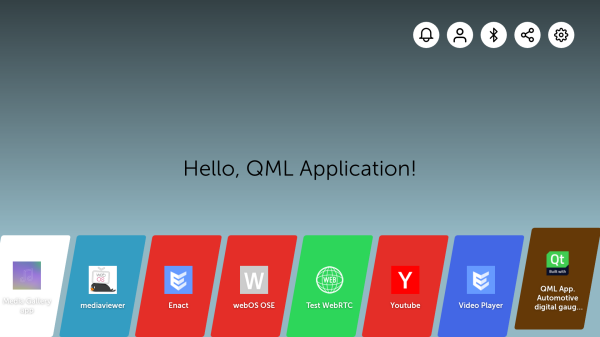 Hello, QML Application!
Media Gallery
app
mediaviewer
Enact
W
webOS OSE
WEB
Test WebRTC
Y
Youtube
Video Player
Qt
Built with
QML App.
Automotive
digital gaug...